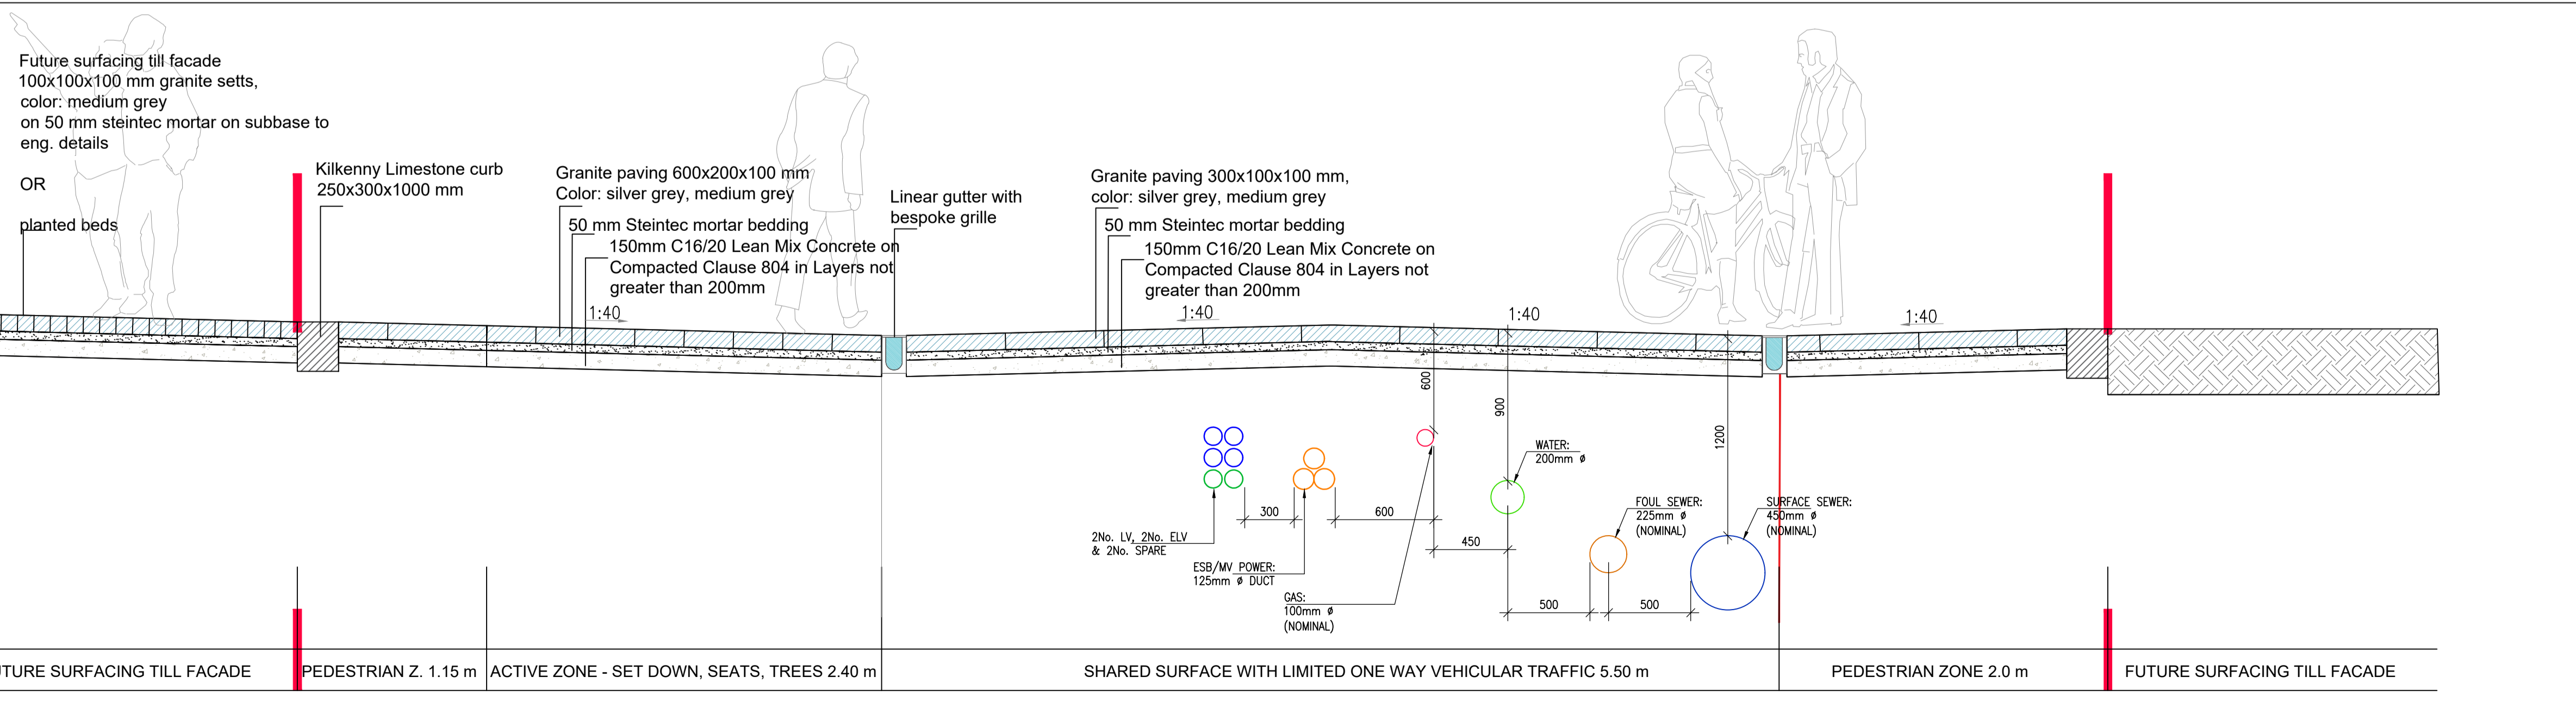 Future surfacing till facade
100x100x100 mm granite setts,
color: medium grey
on 50 mm steintec mortar on subbase to
eng. details
OR
planted beds
Kilkenny Limestone curb
250x300x1000 mm
Granite paving 600x200x100 mm
Color: silver grey, medium grey
50 mm Steintec mortar bedding
150mm C16/20 Lean Mix Concrete on
Compacted Clause 804 in Layers not
greater than 200mm
Linear gutter with
bespoke grille
Granite paving 300x100x100 mm,
color: silver grey, medium grey
50 mm Steintec mortar bedding
150mm C16/20 Lean Mix Concrete on
Compacted Clause 804 in Layers not
greater than 200mm
1:40
1:40
1:40
1:40
600
900
1200
WATER:
200mm ø
FOUL SEWER:
225mm ø
(NOMINAL)
SURFACE SEWER:
450mm ø
(NOMINAL)
300
600
450
500
500
2No. LV, 2No. ELV
& 2No. SPARE
ESB/MV POWER:
125mm ø DUCT
GAS:
100mm ø
(NOMINAL)
UTURE SURFACING TILL FACADE
PEDESTRIAN Z. 1.15 m
ACTIVE ZONE - SET DOWN, SEATS, TREES 2.40 m
SHARED SURFACE WITH LIMITED ONE WAY VEHICULAR TRAFFIC 5.50 m
PEDESTRIAN ZONE 2.0 m
FUTURE SURFACING TILL FACADE